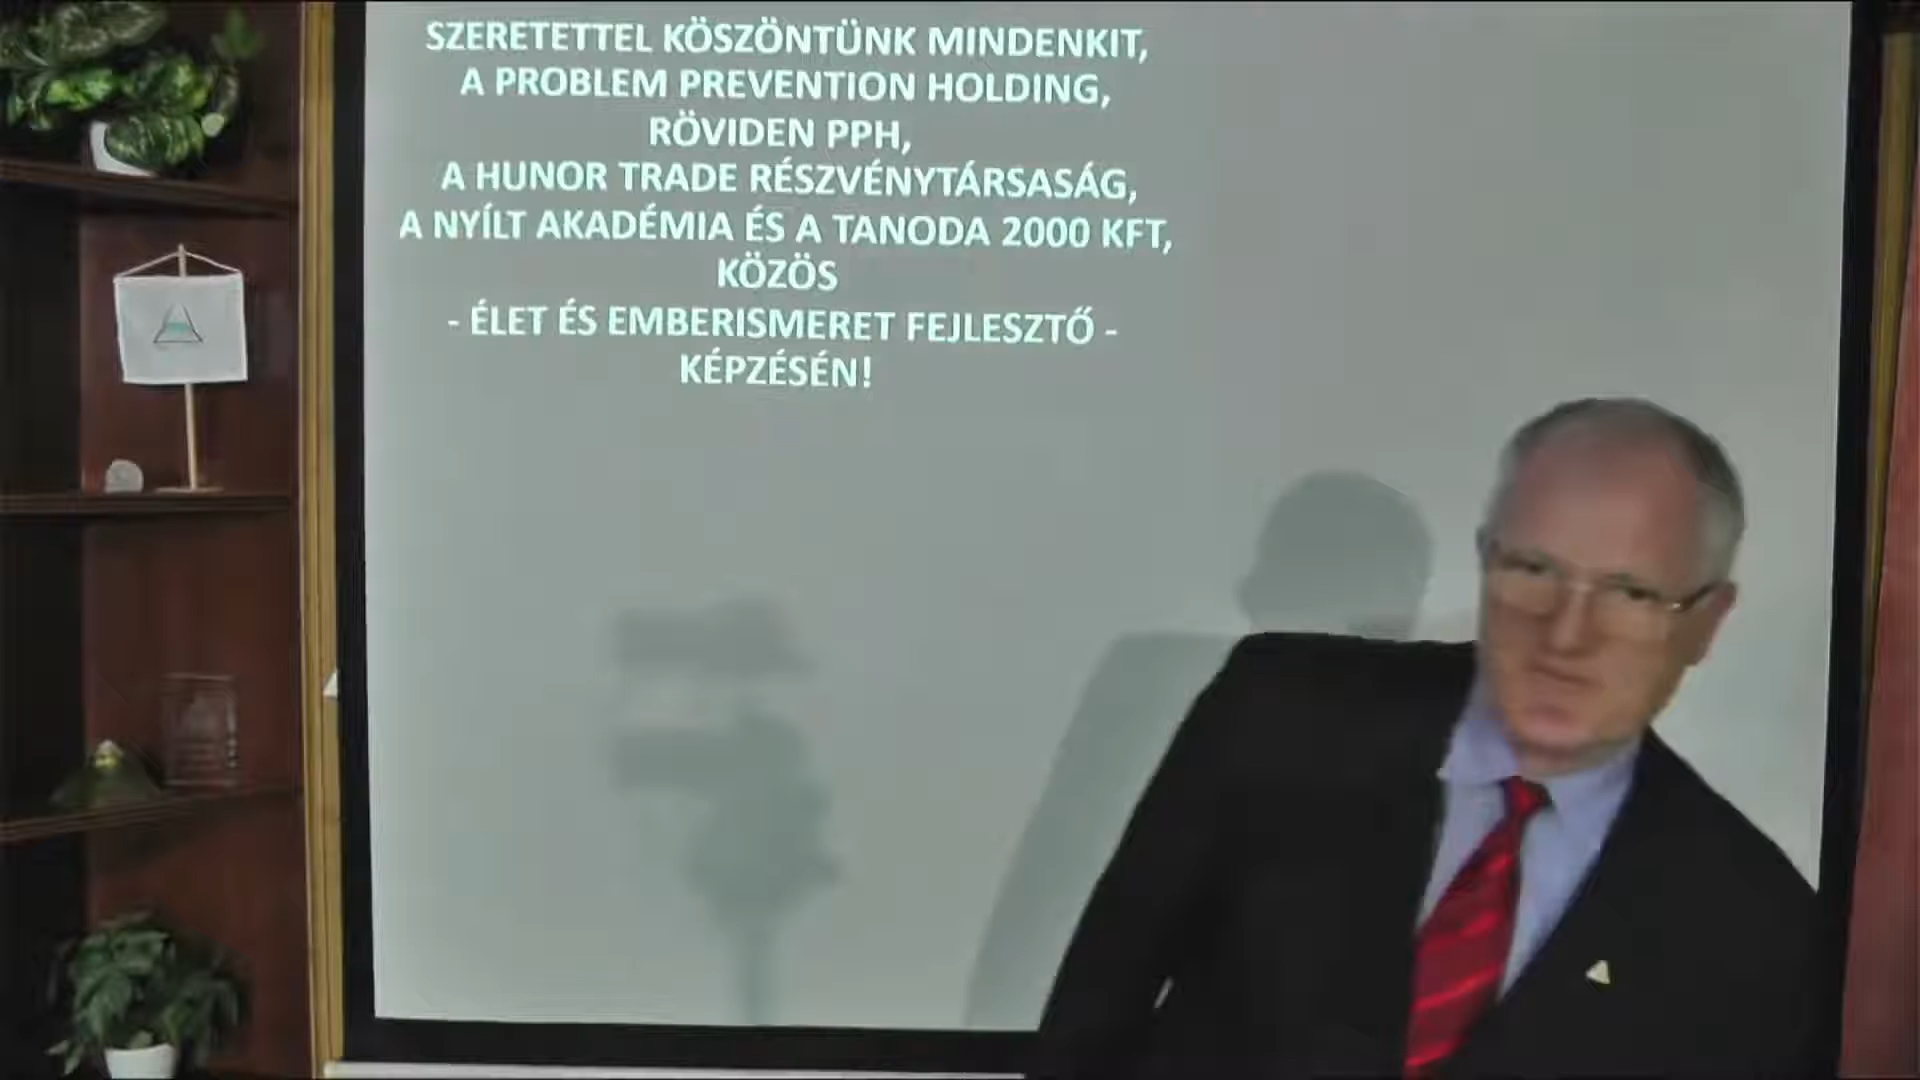 SZERETETTEL KÖSZÖNTÜNK MINDENKIT,
A PROBLEM PREVENTION HOLDING,
RÖVIDEN PPH,
A HUNOR TRADE RÉSZVÉNYTÁRSASÁG,
A NYÍLT AKADÉMIA ÉS A TANODA 2000 KFT,
KÖZÖS
- ÉLET ÉS EMBERISMERET FEJLESZTŐ -
KÉPZÉSÉN!